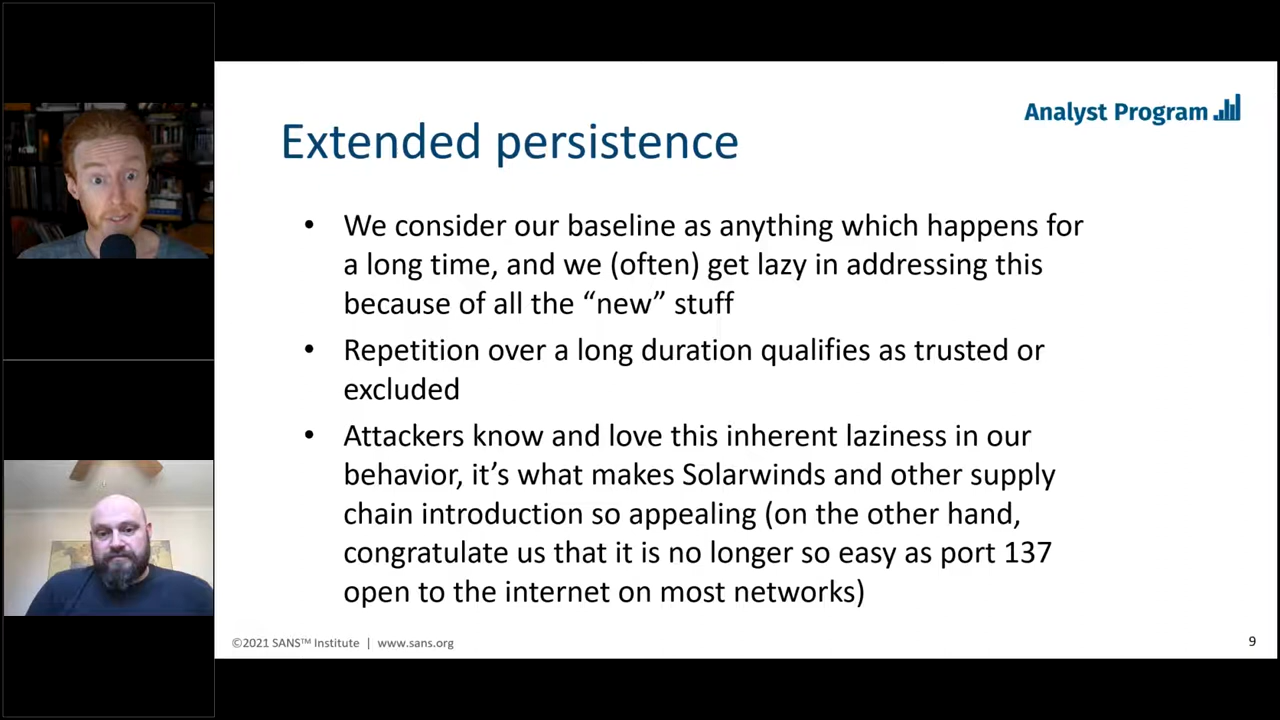 Analyst Program
Extended persistence
• We consider our baseline as anything which happens for
a long time, and we (often) get lazy in addressing this
because of all the “new” stuff
• Repetition over a long duration qualifies as trusted or
excluded
• Attackers know and love this inherent laziness in our
behavior, it’s what makes Solarwinds and other supply
chain introduction so appealing (on the other hand,
congratulate us that it is no longer so easy as port 137
open to the internet on most networks)
©2021 SANS™ Institute | www.sans.org
9